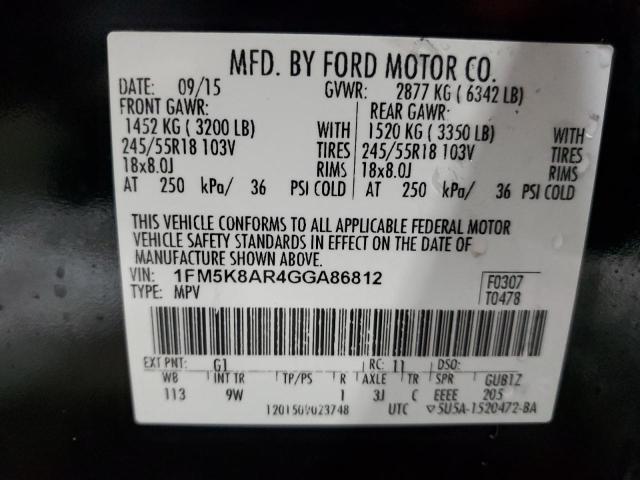 MFD. BY FORD MOTOR CO.
DATE: 09/15 GVWR: 2877 KG ( 6342 LB)
FRONT GAWR: REAR GAWR:
1452 KG ( 3200 LB) WITH 1520 KG ( 3350 LB) WITH
245/55R18 103V TIRES 245/55R18 103V TIRES
18x8.0J RIMS 18x8.0J RIMS
AT 250 kPa/ 36 PSI COLD AT 250 kPa/ 36 PSI COLD
THIS VEHICLE CONFORMS TO ALL APPLICABLE FEDERAL MOTOR
VEHICLE SAFETY STANDARDS IN EFFECT ON THE DATE OF
MANUFACTURE SHOWN ABOVE.
VIN: 1FM5K8AR4GGA86812 F0307
TYPE: MPV T0478
EXT PNT: G1 RC: 11 DSO:
WB INT TR TP/PS R AXLE TR SPR GUB1Z
113 9W 1 3J C EEEE 205
UTC ▽5U5A-1520472-BA